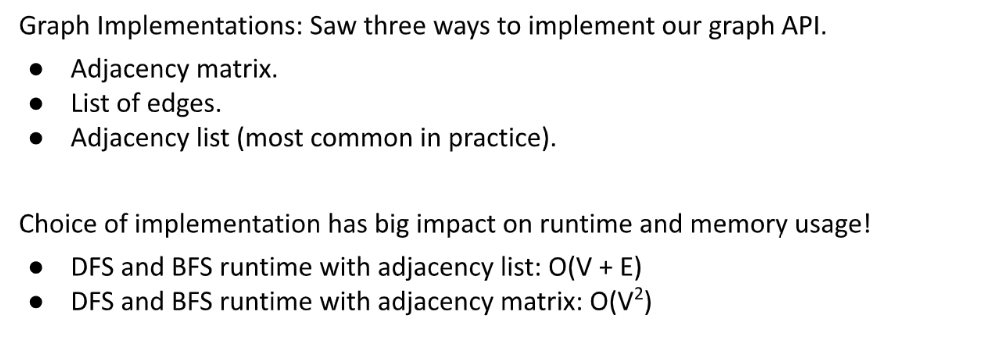 Graph Implementations: Saw three ways to implement our graph API.
● Adjacency matrix.
● List of edges.
● Adjacency list (most common in practice).
Choice of implementation has big impact on runtime and memory usage!
● DFS and BFS runtime with adjacency list: O(V + E)
● DFS and BFS runtime with adjacency matrix: O(V²)